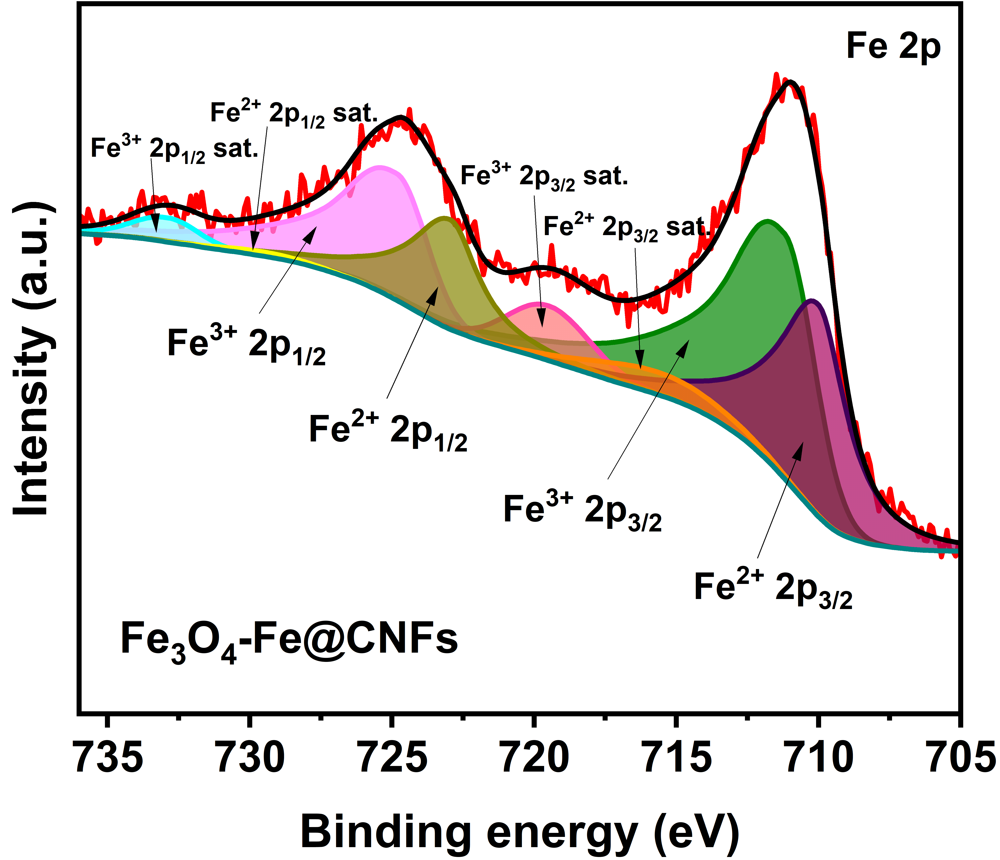 Fe 2p
Fe²⁺ 2p₁/₂ sat.
Fe³⁺ 2p₁/₂ sat.
Fe³⁺ 2p₃/₂ sat.
Fe²⁺ 2p₃/₂ sat.
Fe³⁺ 2p₁/₂
Fe²⁺ 2p₁/₂
Fe³⁺ 2p₃/₂
Fe²⁺ 2p₃/₂
Fe₃O₄-Fe@CNFs
Intensity (a.u.)
735 730 725 720 715 710 705
Binding energy (eV)